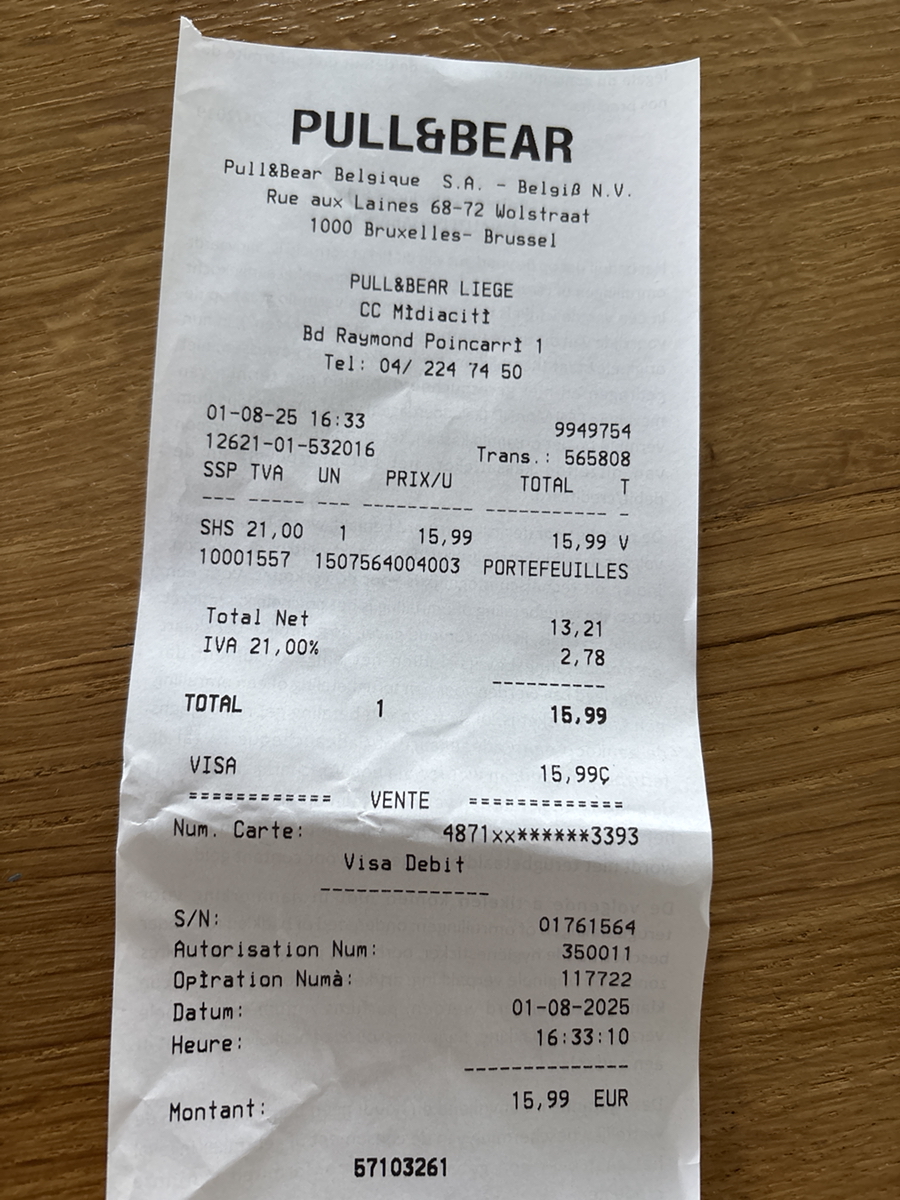 PULL&BEAR
Pull&Bear Belgique S.A. - Belgiß N.V.
Rue aux Laines 68-72 Wolstraat
1000 Bruxelles- Brussel
PULL&BEAR LIEGE
CC Mìdiacitì
Bd Raymond Poincarrì 1
Tel: 04/ 224 74 50
01-08-25 16:33 9949754
12621-01-532016 Trans.: 565808
SSP TVA UN PRIX/U TOTAL T
--- ----- --- ---------- ----------- --
SHS 21,00 1 15,99 15,99 V
10001557 1507564004003 PORTEFEUILLES
Total Net 13,21
IVA 21,00% 2,78
----------
TOTAL 1 15,99
VISA 15,99Ç
============ VENTE =============
Num. Carte: 4871xx******3393
Visa Debit
--------------
S/N: 01761564
Autorisation Num: 350011
Opìration Numà: 117722
Datum: 01-08-2025
Heure: 16:33:10
--------------
Montant: 15,99 EUR
57103261